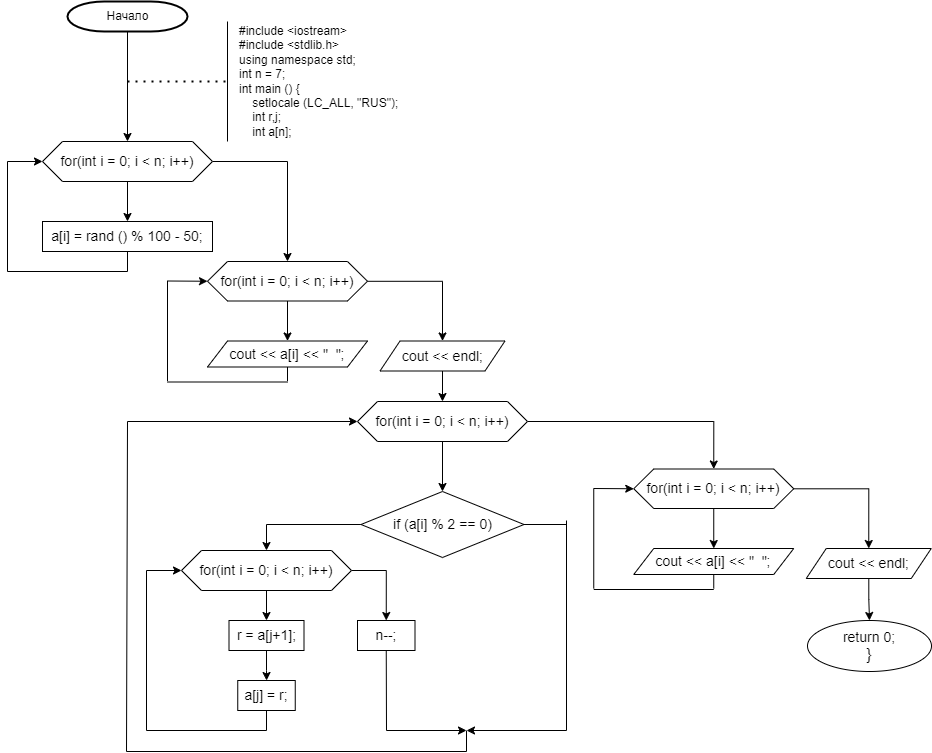 Начало
#include <iostream>
#include <stdlib.h>
using namespace std;
int n = 7;
int main () {
setlocale (LC_ALL, "RUS");
int r,j;
int a[n];
for(int i = 0; i < n; i++)
a[i] = rand () % 100 - 50;
for(int i = 0; i < n; i++)
cout << a[i] << "  ";
cout << endl;
for(int i = 0; i < n; i++)
if (a[i] % 2 == 0)
for(int i = 0; i < n; i++)
r = a[j+1];
a[j] = r;
n--;
for(int i = 0; i < n; i++)
cout << a[i] << "  ";
cout << endl;
return 0;
}